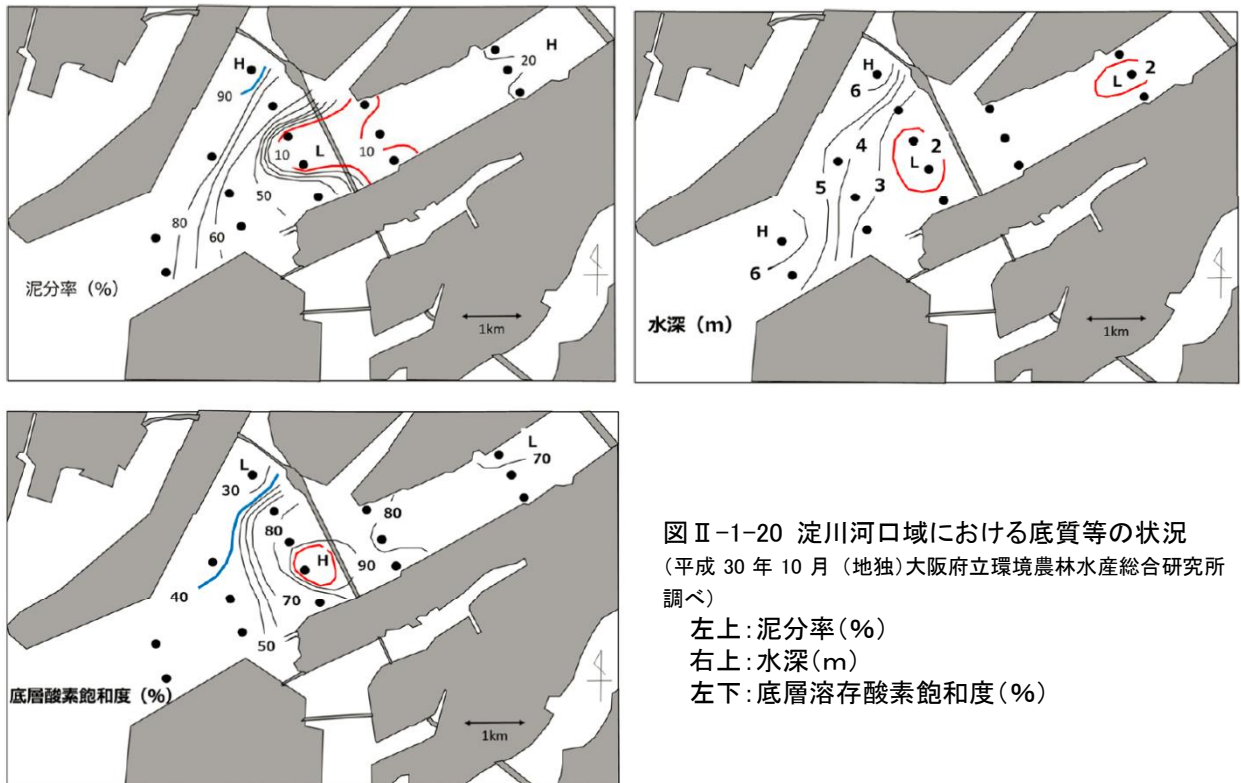 H
90
10
L
10
H
20
50
80
60
泥分率（%）
1km
H
6
2
L
4
2
L
5
3
H
6
水深（m）
1km
L
30
L
70
80
80
H
90
40
70
50
底層酸素飽和度（%）
1km
図Ⅱ-1-20 淀川河口域における底質等の状況
(平成 30 年 10 月 （地独）大阪府立環境農林水産総合研究所
調べ)
左上：泥分率（%）
右上：水深（m）
左下：底層溶存酸素飽和度（%）